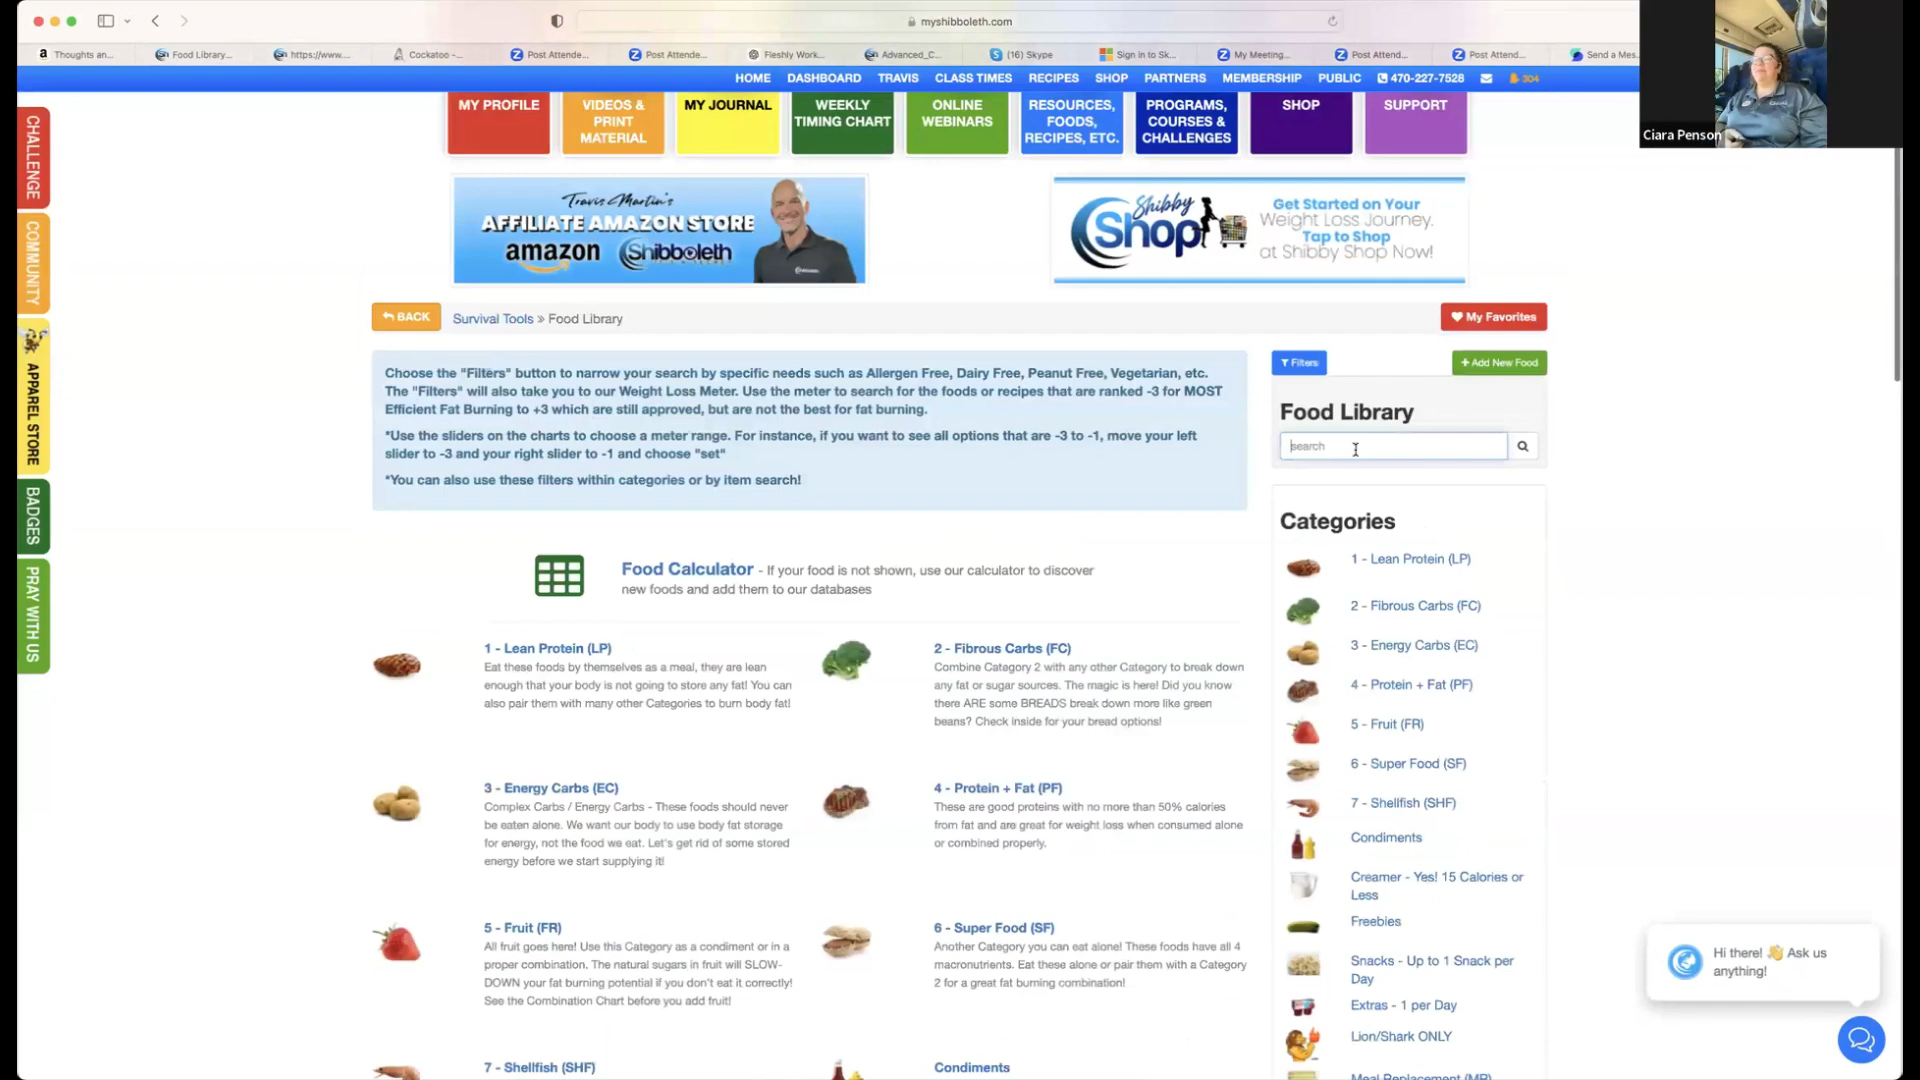 myshibboleth.com
Thoughts an...
Food Library...
https://www....
Cockatoo -...
Post Attende...
Post Attende...
Fleshly Work...
Advanced_C...
(16) Skype
Sign in to Sk...
My Meeting...
Post Attend...
Post Attend...
Send a Mes...
HOME DASHBOARD TRAVIS CLASS TIMES RECIPES SHOP PARTNERS MEMBERSHIP PUBLIC 470-227-7528 304
Ciara Penson
MY PROFILE
VIDEOS &
PRINT
MATERIAL
MY JOURNAL
WEEKLY
TIMING CHART
ONLINE
WEBINARS
RESOURCES,
FOODS,
RECIPES, ETC.
PROGRAMS,
COURSES &
CHALLENGES
SHOP
SUPPORT
CHALLENGE
COMMUNITY
APPAREL STORE
BADGES
PRAY WITH US
Travis Martin's
AFFILIATE AMAZON STORE
amazon Shibboleth
Shibby
Shop
Get Started on Your
Weight Loss Journey.
Tap to Shop
at Shibby Shop Now!
BACK
Survival Tools » Food Library
My Favorites
Choose the "Filters" button to narrow your search by specific needs such as Allergen Free, Dairy Free, Peanut Free, Vegetarian, etc.
The "Filters" will also take you to our Weight Loss Meter. Use the meter to search for the foods or recipes that are ranked -3 for MOST
Efficient Fat Burning to +3 which are still approved, but are not the best for fat burning.
*Use the sliders on the charts to choose a meter range. For instance, if you want to see all options that are -3 to -1, move your left
slider to -3 and your right slider to -1 and choose "set"
*You can also use these filters within categories or by item search!
Food Calculator - If your food is not shown, use our calculator to discover
new foods and add them to our databases
1 - Lean Protein (LP)
Eat these foods by themselves as a meal, they are lean
enough that your body is not going to store any fat! You can
also pair them with many other Categories to burn body fat!
2 - Fibrous Carbs (FC)
Combine Category 2 with any other Category to break down
any fat or sugar sources. The magic is here! Did you know
there ARE some BREADS break down more like green
beans? Check inside for your bread options!
3 - Energy Carbs (EC)
Complex Carbs / Energy Carbs - These foods should never
be eaten alone. We want our body to use body fat storage
for energy, not the food we eat. Let's get rid of some stored
energy before we start supplying it!
4 - Protein + Fat (PF)
These are good proteins with no more than 50% calories
from fat and are great for weight loss when consumed alone
or combined properly.
5 - Fruit (FR)
All fruit goes here! Use this Category as a condiment or in a
proper combination. The natural sugars in fruit will SLOW-
DOWN your fat burning potential if you don't eat it correctly!
See the Combination Chart before you add fruit!
6 - Super Food (SF)
Another Category you can eat alone! These foods have all 4
macronutrients. Eat these alone or pair them with a Category
2 for a great fat burning combination!
7 - Shellfish (SHF)
Condiments
Filters
+ Add New Food
Food Library
search
Categories
1 - Lean Protein (LP)
2 - Fibrous Carbs (FC)
3 - Energy Carbs (EC)
4 - Protein + Fat (PF)
5 - Fruit (FR)
6 - Super Food (SF)
7 - Shellfish (SHF)
Condiments
Creamer - Yes! 15 Calories or
Less
Freebies
Snacks - Up to 1 Snack per
Day
Extras - 1 per Day
Lion/Shark ONLY
Meal Replacement (MR)
Hi there! 👋 Ask us
anything!